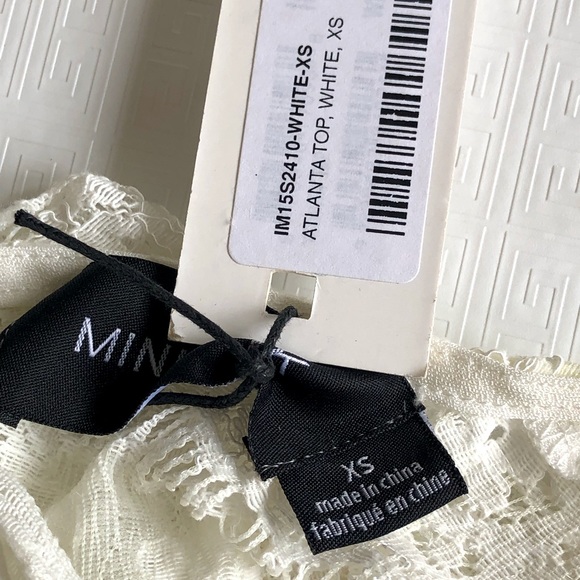 IM15S2410-WHITE-XS
ATLANTA TOP, WHITE, XS
XS
made in china
fabriqué en chine